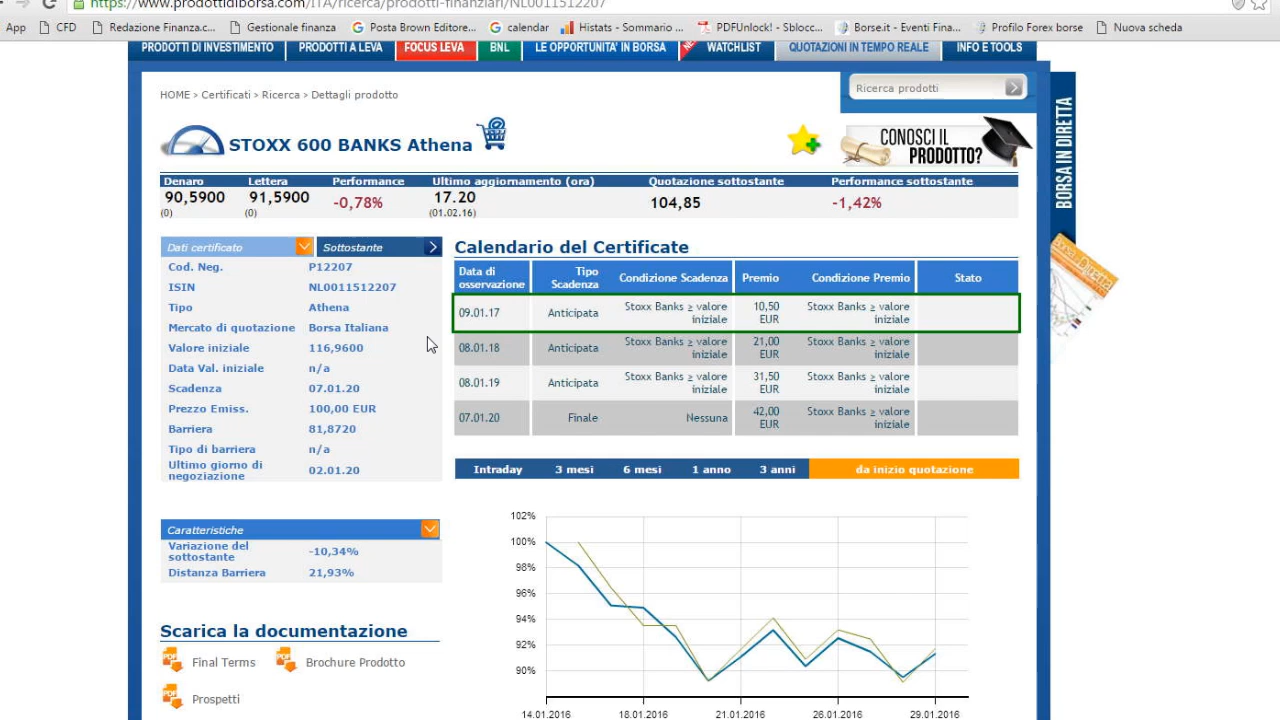 https://www.prodottidiborsa.com/ITA/ricerca/prodotti-finanziari/NL0011512207
App CFD Redazione Finanza.c... Gestionale finanza Posta Brown Editore... calendar Histats - Sommario ... PDFUnlock! - Sblocc... Borse.it - Eventi Fina... Profilo Forex borse Nuova scheda
PRODOTTI DI INVESTIMENTO PRODOTTI A LEVA FOCUS LEVA BNL LE OPPORTUNITA' IN BORSA WATCHLIST QUOTAZIONI IN TEMPO REALE INFO E TOOLS
HOME > Certificati > Ricerca > Dettagli prodotto
Ricerca prodotti
BORSA IN DIRETTA
STOXX 600 BANKS Athena
CONOSCI IL
PRODOTTO?
Denaro Lettera Performance Ultimo aggiornamento (ora) Quotazione sottostante Performance sottostante
90,5900 91,5900 -0,78% 17.20 104,85 -1,42%
(0) (0) (01.02.16)
Dati certificato Sottostante
Cod. Neg. P12207
ISIN NL0011512207
Tipo Athena
Mercato di quotazione Borsa Italiana
Valore iniziale 116,9600
Data Val. iniziale n/a
Scadenza 07.01.20
Prezzo Emiss. 100,00 EUR
Barriera 81,8720
Tipo di barriera n/a
Ultimo giorno di negoziazione 02.01.20
Caratteristiche
Variazione del sottostante -10,34%
Distanza Barriera 21,93%
Scarica la documentazione
Final Terms Brochure Prodotto
Prospetti
Calendario del Certificate
Data di osservazione Tipo Scadenza Condizione Scadenza Premio Condizione Premio Stato
09.01.17 Anticipata Stoxx Banks ≥ valore iniziale 10,50 EUR Stoxx Banks ≥ valore iniziale
08.01.18 Anticipata Stoxx Banks ≥ valore iniziale 21,00 EUR Stoxx Banks ≥ valore iniziale
08.01.19 Anticipata Stoxx Banks ≥ valore iniziale 31,50 EUR Stoxx Banks ≥ valore iniziale
07.01.20 Finale Nessuna 42,00 EUR Stoxx Banks ≥ valore iniziale
Intraday 3 mesi 6 mesi 1 anno 3 anni da inizio quotazione
102%
100%
98%
96%
94%
92%
90%
14.01.2016 18.01.2016 21.01.2016 26.01.2016 29.01.2016